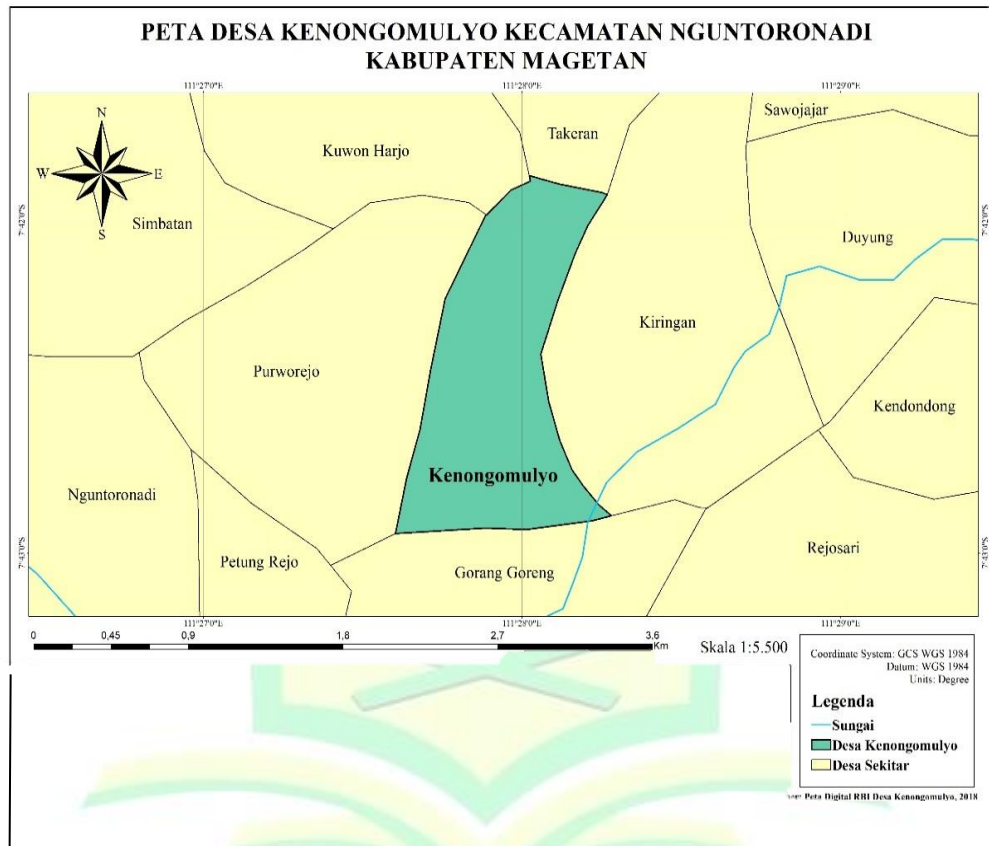 PETA DESA KENONGOMULYO KECAMATAN NGUNTORONADI
KABUPATEN MAGETAN
111°27'0"E 111°28'0"E 111°29'0"E
Sawojajar
Takeran
Kuwon Harjo
N
W E
S
Simbatan
7°42'0"S 7°42'0"S
Duyung
Kiringan
Purworejo
Kendondong
Kenongomulyo
Nguntoronadi
Rejosari
Petung Rejo
Gorang Goreng
7°43'0"S 7°43'0"S
111°27'0"E 111°28'0"E 111°29'0"E
0 0,45 0,9 1,8 2,7 3,6
Km
Skala 1:5.500
Coordinate System: GCS WGS 1984
Datum: WGS 1984
Units: Degree
Legenda
Sungai
Desa Kenongomulyo
Desa Sekitar
Peta Digital RBI Desa Kenongomulyo, 2018